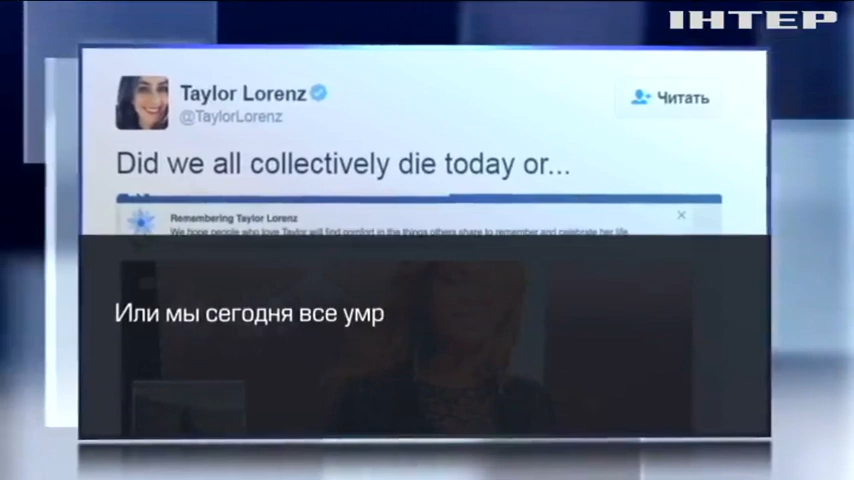 ІНТЕР
Taylor Lorenz
@TaylorLorenz
Читать
Did we all collectively die today or...
Remembering Taylor Lorenz
We hope people who love Taylor will find comfort in the things others share to remember and celebrate her life.
Или мы сегодня все умр